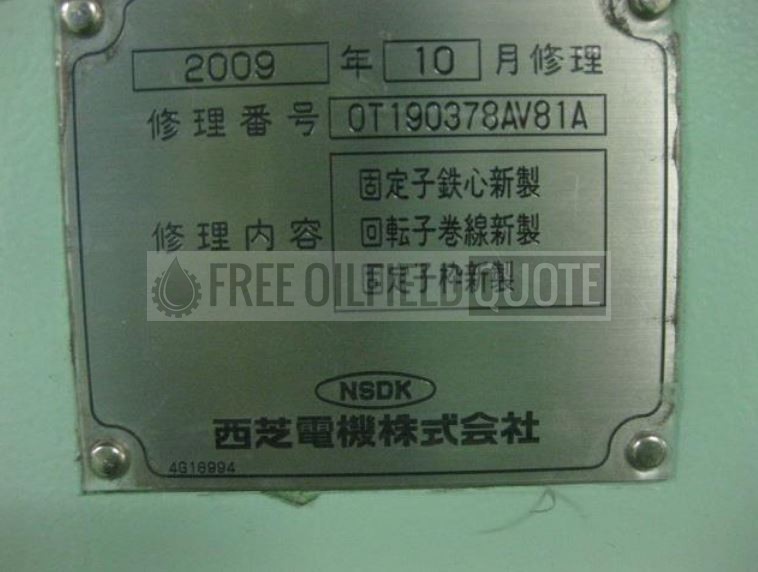 2009 年 10 月修理
修理番号 OT190378AV81A
固定子鉄心新製
修理内容 回転子巻線新製
固定子枠新製
FREE OILFIELD QUOTE
NSDK
西芝電機株式会社
4G16994